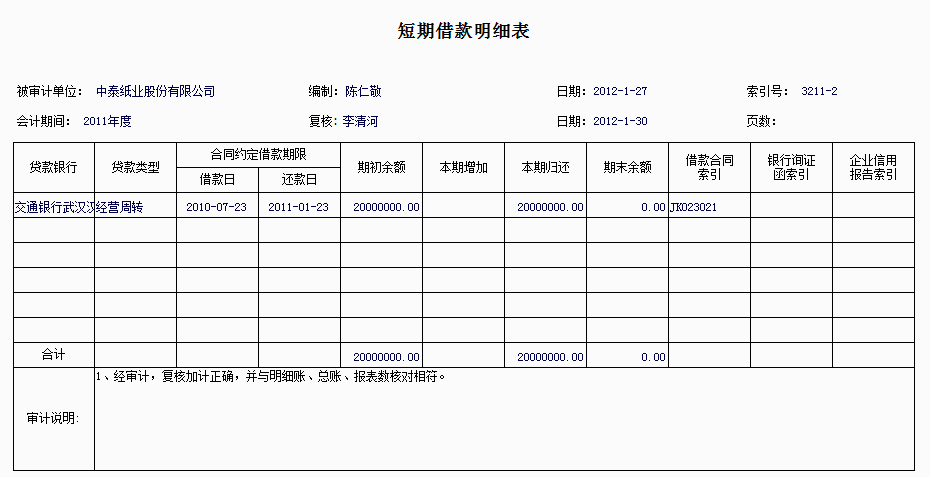 短期借款明细表
被审计单位： 中泰纸业股份有限公司 编制：陈仁敬 日期：2012-1-27 索引号： 3211-2
会计期间： 2011年度 复核：李清河 日期：2012-1-30 页数：
贷款银行 贷款类型 合同约定借款期限 期初余额 本期增加 本期归还 期末余额 借款合同 银行询证 企业信用
借款日 还款日 索引 函索引 报告索引
交通银行武汉汉 经营周转 2010-07-23 2011-01-23 20000000.00 20000000.00 0.00 JK023021
合计 20000000.00 20000000.00 0.00
1、经审计，复核加计正确，并与明细账、总账、报表数核对相符。
审计说明: